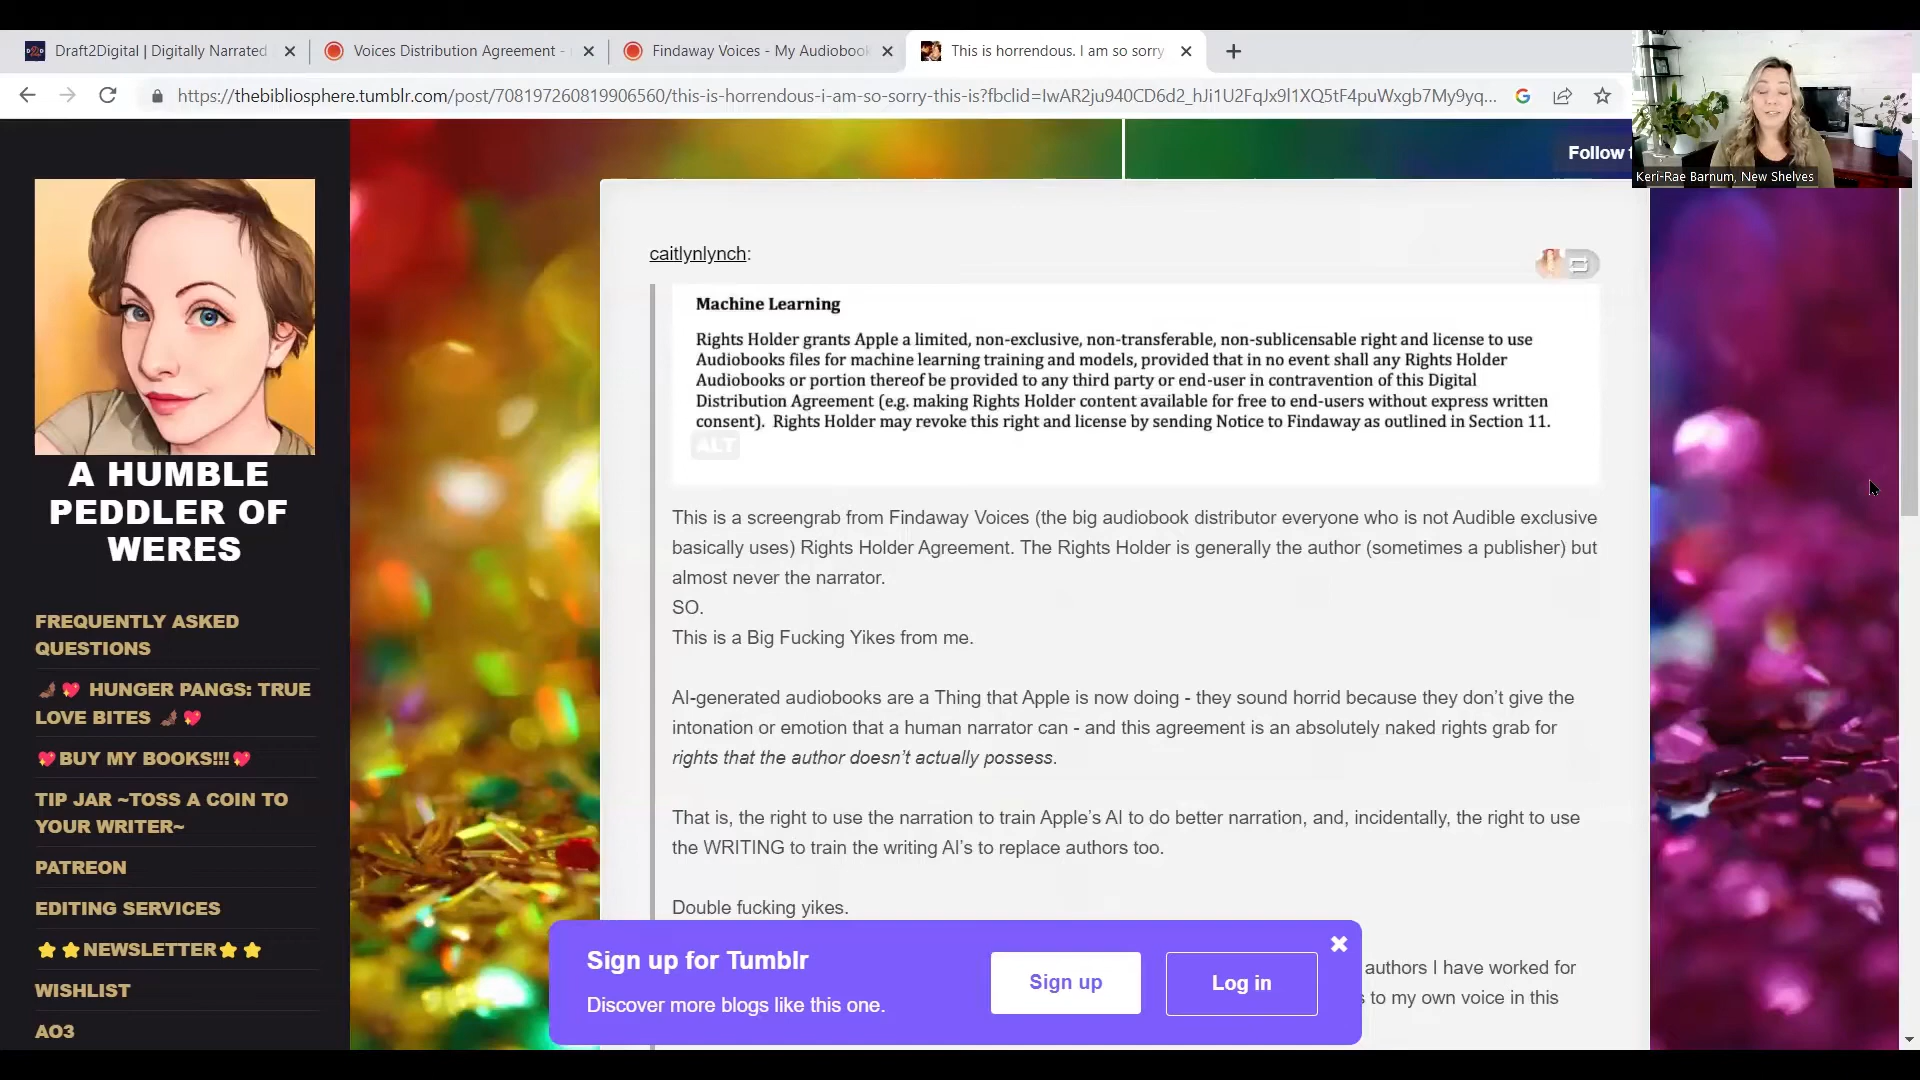 Draft2Digital | Digitally Narrated
Voices Distribution Agreement -
Findaway Voices - My Audiobook
This is horrendous. I am so sorry
https://thebibliosphere.tumblr.com/post/708197260819906560/this-is-horrendous-i-am-so-sorry-this-is?fbclid=IwAR2ju940CD6d2_hJi1U2FqJx9l1XQ5tF4puWxgb7My9yq...
Keri-Rae Barnum, New Shelves
Follow
A HUMBLE
PEDDLER OF
WERES
FREQUENTLY ASKED
QUESTIONS
🦇💖 HUNGER PANGS: TRUE
LOVE BITES 🦇💖
💖BUY MY BOOKS!!!💖
TIP JAR ~TOSS A COIN TO
YOUR WRITER~
PATREON
EDITING SERVICES
⭐⭐NEWSLETTER⭐⭐
WISHLIST
AO3
caitlynlynch:
Machine Learning
Rights Holder grants Apple a limited, non-exclusive, non-transferable, non-sublicensable right and license to use
Audiobooks files for machine learning training and models, provided that in no event shall any Rights Holder
Audiobooks or portion thereof be provided to any third party or end-user in contravention of this Digital
Distribution Agreement (e.g. making Rights Holder content available for free to end-users without express written
consent). Rights Holder may revoke this right and license by sending Notice to Findaway as outlined in Section 11.
ALT
This is a screengrab from Findaway Voices (the big audiobook distributor everyone who is not Audible exclusive
basically uses) Rights Holder Agreement. The Rights Holder is generally the author (sometimes a publisher) but
almost never the narrator.
SO.
This is a Big Fucking Yikes from me.
AI-generated audiobooks are a Thing that Apple is now doing - they sound horrid because they don't give the
intonation or emotion that a human narrator can - and this agreement is an absolutely naked rights grab for
rights that the author doesn't actually possess.
That is, the right to use the narration to train Apple's AI to do better narration, and, incidentally, the right to use
the WRITING to train the writing AI's to replace authors too.
Double fucking yikes.
authors I have worked for
to my own voice in this
Sign up for Tumblr
Discover more blogs like this one.
Sign up
Log in